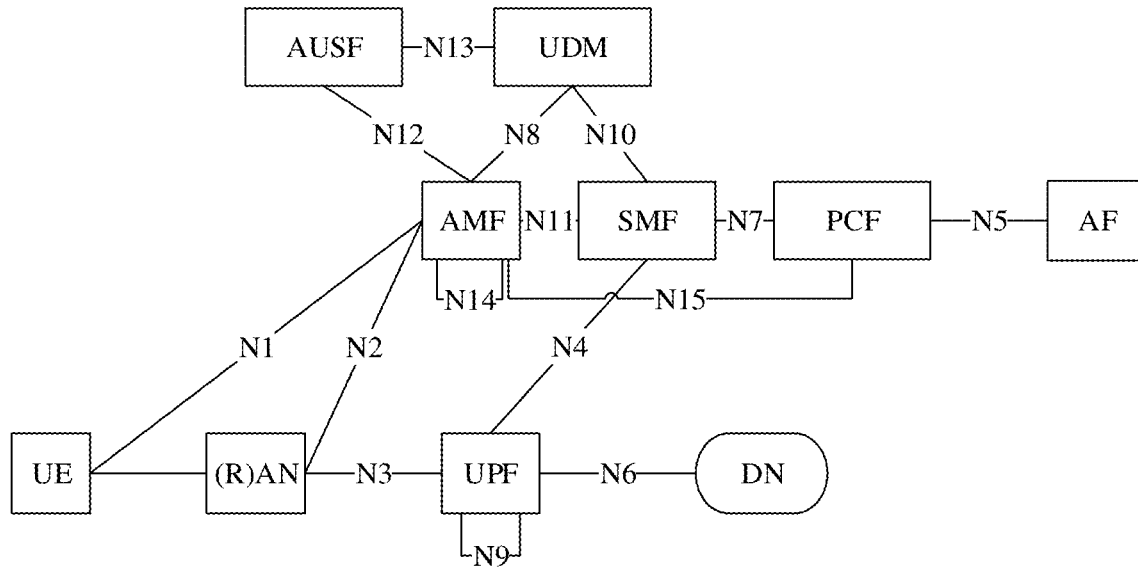 AUSF N13 UDM
N12 N8 N10
AMF N11 SMF N7 PCF N5 AF
N14 N15
N1 N2 N4
UE (R)AN N3 UPF N6 DN
N9